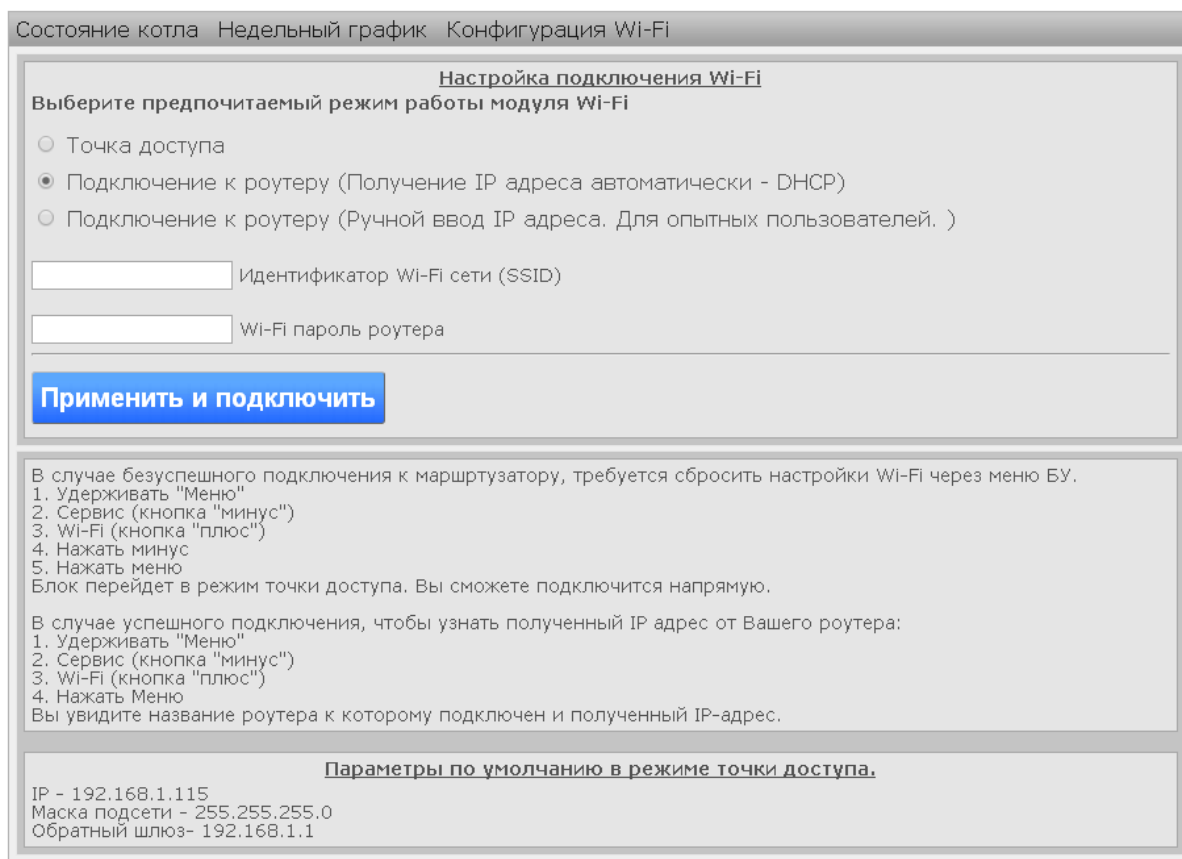 Состояние котла Недельный график Конфигурация Wi-Fi
Настройка подключения Wi-Fi
Выберите предпочитаемый режим работы модуля Wi-Fi
Точка доступа
Подключение к роутеру (Получение IP адреса автоматически - DHCP)
Подключение к роутеру (Ручной ввод IP адреса. Для опытных пользователей. )
Идентификатор Wi-Fi сети (SSID)
Wi-Fi пароль роутера
Применить и подключить
В случае безуспешного подключения к маршртузатору, требуется сбросить настройки Wi-Fi через меню БУ.
1. Удерживать "Меню"
2. Сервис (кнопка "минус")
3. Wi-Fi (кнопка "плюс")
4. Нажать минус
5. Нажать меню
Блок перейдет в режим точки доступа. Вы сможете подключится напрямую.
В случае успешного подключения, чтобы узнать полученный IP адрес от Вашего роутера:
1. Удерживать "Меню"
2. Сервис (кнопка "минус")
3. Wi-Fi (кнопка "плюс")
4. Нажать Меню
Вы увидите название роутера к которому подключен и полученный IP-адрес.
Параметры по умолчанию в режиме точки доступа.
IP - 192.168.1.115
Маска подсети - 255.255.255.0
Обратный шлюз- 192.168.1.1